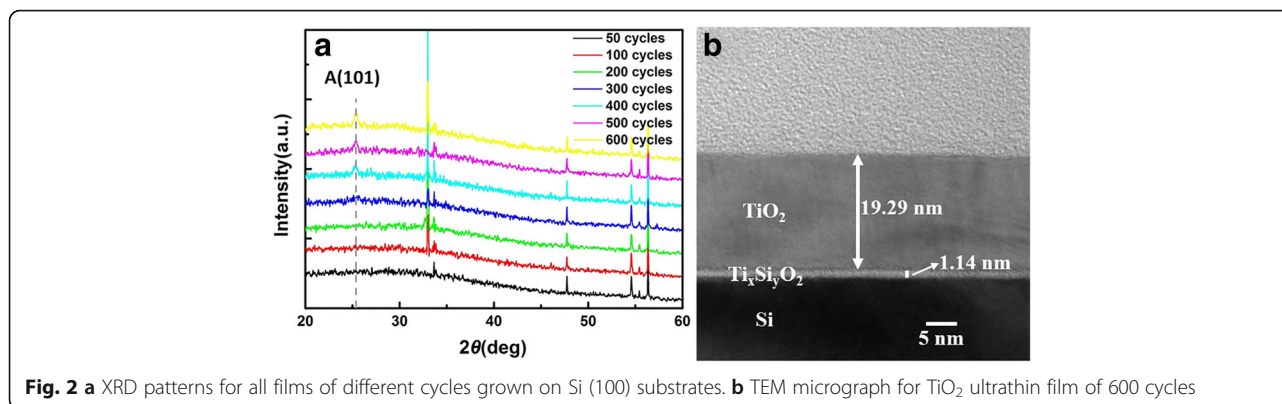 a
A(101)
50 cycles
100 cycles
200 cycles
300 cycles
400 cycles
500 cycles
600 cycles
Intensity(a.u.)
20 30 40 50 60
2θ(deg)
b
TiO₂
19.29 nm
1.14 nm
TiₓSiᵧO₂
Si
5 nm
Fig. 2 a XRD patterns for all films of different cycles grown on Si (100) substrates. b TEM micrograph for TiO₂ ultrathin film of 600 cycles